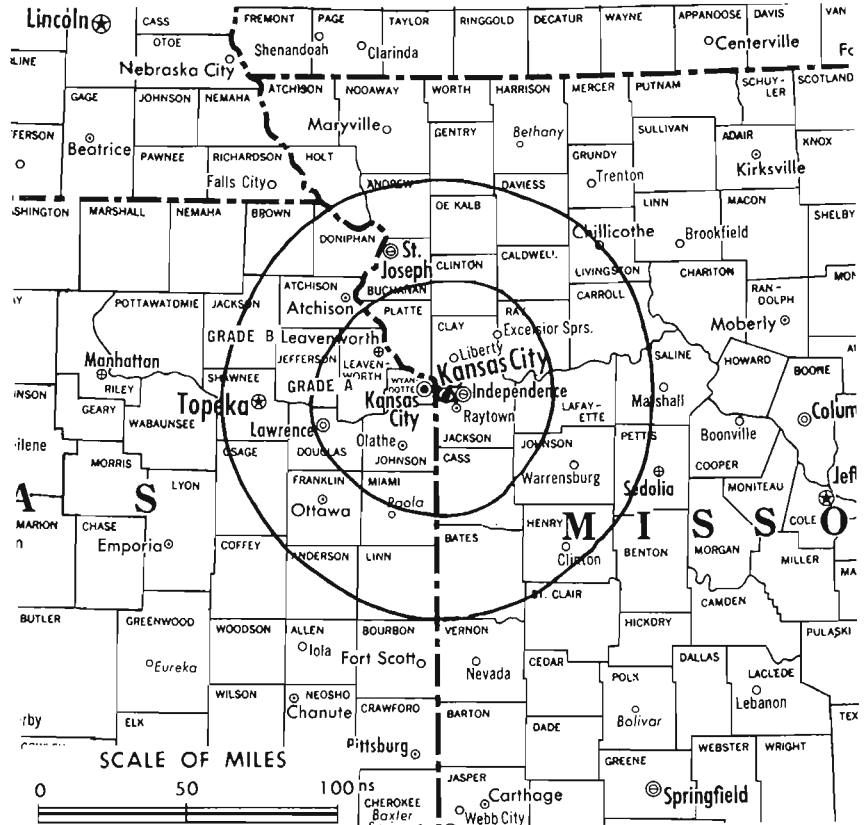 Lincoln
CASS
FREMONT
PAGE
TAYLOR
RINGGOLD
DECATUR
WAYNE
APPANOOSE
DAVIS
VAN
OTOE
Shenandoah
Clarinda
Centerville
Nebraska City
ATCHISON
NODAWAY
WORTH
HARRISON
MERCER
PUTNAM
SCHUY-
LER
SCOTLAND
GAGE
JOHNSON
NEMAHA
Maryville
GENTRY
Bethany
SULLIVAN
ADAIR
KNOX
Beatrice
PAWNEE
RICHARDSON
HOLT
GRUNDY
Kirksville
Falls City
ANDREW
DAVIESS
Trenton
LINN
MACON
MARSHALL
NEMAHA
BROWN
DE KALB
SHELBY
DONIPHAN
Chillicothe
Brookfield
St.
Joseph
CLINTON
CALDWELL
LIVINGSTON
CHARITON
ATCHISON
Atchison
BUCHANAN
POTTAWATOMIE
JACKSON
PLATTE
RAY
CARROLL
RAN-
DOLPH
GRADE B
Leavenworth
CLAY
Excelsior Sprs.
Moberly
Manhattan
JEFFERSON
LEAVEN-
WORTH
Liberty
SALINE
HOWARD
RILEY
SHAWNEE
GRADE A
WYAN-
DOTTE
Kansas City
BOONE
GEARY
Topeka
Kansas
City
Independence
Marshall
WABAUNSEE
Lawrence
Raytown
LAFAY-
ETTE
Boonville
Colum
Olathe
JACKSON
JOHNSON
PETTIS
MORRIS
OSAGE
DOUGLAS
JOHNSON
CASS
COOPER
LYON
FRANKLIN
MIAMI
Warrensburg
Sedalia
MONITEAU
Jeff
A S
Ottawa
Paola
M I S S O
MARION
CHASE
HENRY
COLE
Emporia
COFFEY
ANDERSON
LINN
BATES
Clinton
BENTON
MORGAN
MILLER
ST. CLAIR
CAMDEN
BUTLER
GREENWOOD
WOODSON
ALLEN
BOURBON
VERNON
HICKORY
PULASKI
Iola
Fort Scott
Nevada
CEDAR
DALLAS
LACLEDE
Eureka
WILSON
NEOSHO
POLK
Lebanon
Chanute
CRAWFORD
BARTON
Bolivar
ELK
DADE
Pittsburg
WEBSTER
WRIGHT
TEX
SCALE OF MILES
GREENE
0 50 100
JASPER
Carthage
Springfield
CHEROKEE
Baxter
Webb City